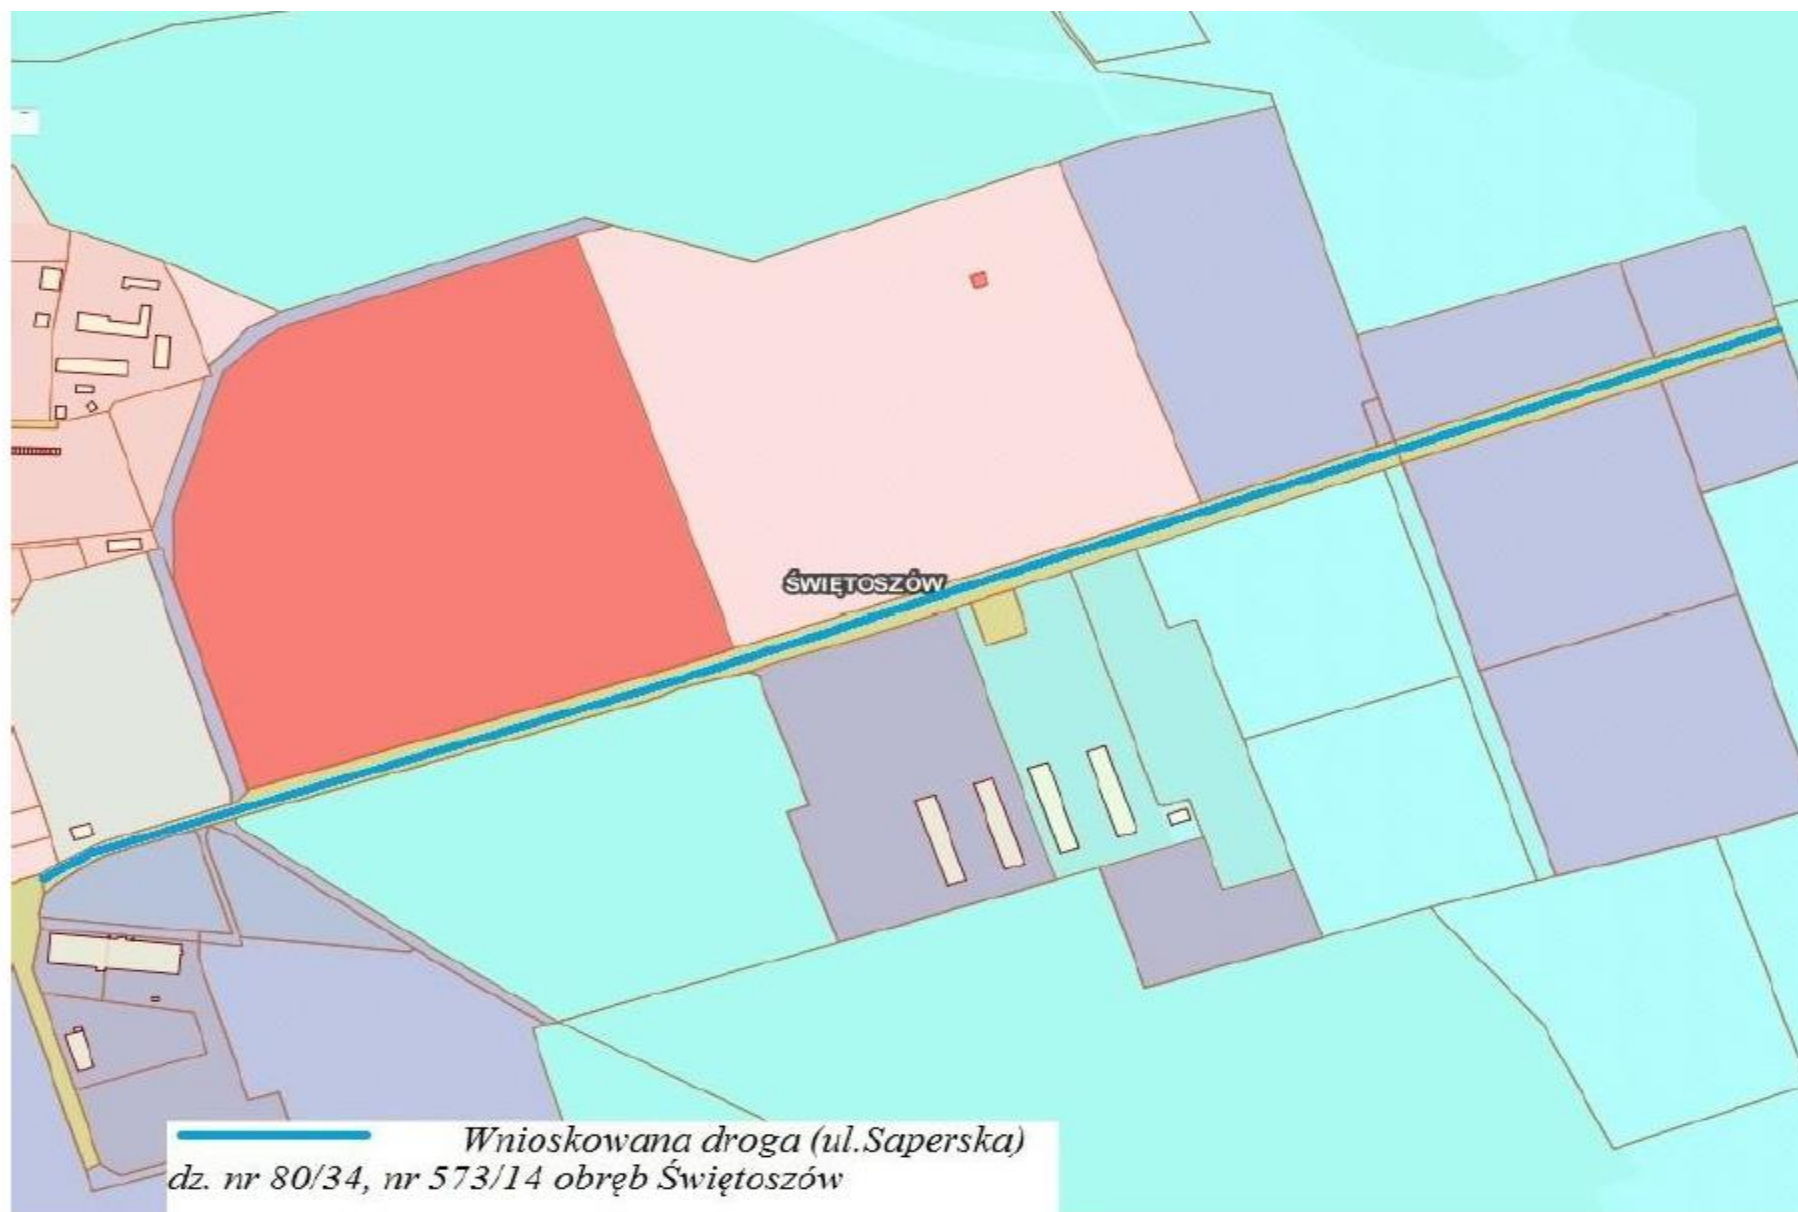 ŚWIĘTOSZÓW
Wnioskowana droga (ul.Saperska)
dz. nr 80/34, nr 573/14 obręb Świętoszów